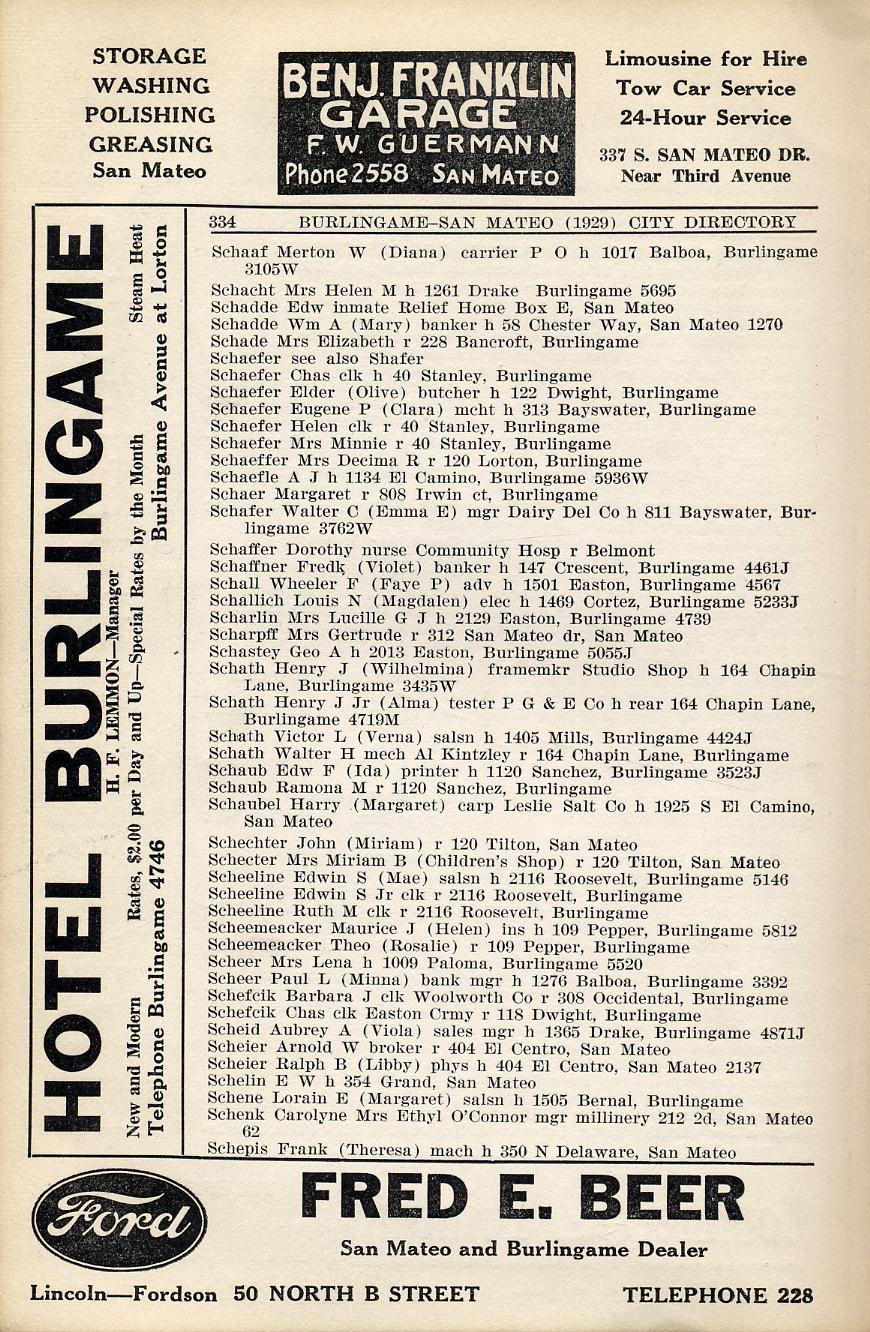 STORAGE
WASHING
POLISHING
GREASING
San Mateo
BENJ. FRANKLIN
GARAGE
F. W. GUERMANN
Phone 2558 SAN MATEO
Limousine for Hire
Tow Car Service
24-Hour Service
337 S. SAN MATEO DR.
Near Third Avenue
HOTEL BURLINGAME
H. F. LEMMON—Manager
New and Modern Rates, $2.00 per Day and Up—Special Rates by the Month Steam Heat
Telephone Burlingame 4746 Burlingame Avenue at Lorton
334 BURLINGAME–SAN MATEO (1929) CITY DIRECTORY
Schaaf Merton W (Diana) carrier P O h 1017 Balboa, Burlingame
3105W
Schacht Mrs Helen M h 1261 Drake Burlingame 5695
Schadde Edw inmate Relief Home Box E, San Mateo
Schadde Wm A (Mary) banker h 58 Chester Way, San Mateo 1270
Schade Mrs Elizabeth r 228 Bancroft, Burlingame
Schaefer see also Shafer
Schaefer Chas clk h 40 Stanley, Burlingame
Schaefer Elder (Olive) butcher h 122 Dwight, Burlingame
Schaefer Eugene P (Clara) mcht h 313 Bayswater, Burlingame
Schaefer Helen clk r 40 Stanley, Burlingame
Schaefer Mrs Minnie r 40 Stanley, Burlingame
Schaeffer Mrs Decima R r 120 Lorton, Burlingame
Schaefle A J h 1134 El Camino, Burlingame 5936W
Schaer Margaret r 808 Irwin ct, Burlingame
Schafer Walter C (Emma E) mgr Dairy Del Co h 811 Bayswater, Bur-
lingame 3762W
Schaffer Dorothy nurse Community Hosp r Belmont
Schaffner Fredk (Violet) banker h 147 Crescent, Burlingame 4461J
Schall Wheeler F (Faye P) adv h 1501 Easton, Burlingame 4567
Schallich Louis N (Magdalen) elec h 1469 Cortez, Burlingame 5233J
Scharlin Mrs Lucille G J h 2129 Easton, Burlingame 4739
Scharpff Mrs Gertrude r 312 San Mateo dr, San Mateo
Schastey Geo A h 2013 Easton, Burlingame 5055J
Schath Henry J (Wilhelmina) framemkr Studio Shop h 164 Chapin
Lane, Burlingame 3435W
Schath Henry J Jr (Alma) tester P G & E Co h rear 164 Chapin Lane,
Burlingame 4719M
Schath Victor L (Verna) salsn h 1405 Mills, Burlingame 4424J
Schath Walter H mech Al Kintzley r 164 Chapin Lane, Burlingame
Schaub Edw F (Ida) printer h 1120 Sanchez, Burlingame 3523J
Schaub Ramona M r 1120 Sanchez, Burlingame
Schaubel Harry (Margaret) carp Leslie Salt Co h 1925 S El Camino,
San Mateo
Schechter John (Miriam) r 120 Tilton, San Mateo
Schecter Mrs Miriam B (Children's Shop) r 120 Tilton, San Mateo
Scheeline Edwin S (Mae) salsn h 2116 Roosevelt, Burlingame 5146
Scheeline Edwin S Jr clk r 2116 Roosevelt, Burlingame
Scheeline Ruth M clk r 2116 Roosevelt, Burlingame
Scheemeacker Maurice J (Helen) ins h 109 Pepper, Burlingame 5812
Scheemeacker Theo (Rosalie) r 109 Pepper, Burlingame
Scheer Mrs Lena h 1009 Paloma, Burlingame 5520
Scheer Paul L (Minna) bank mgr h 1276 Balboa, Burlingame 3392
Schefcik Barbara J clk Woolworth Co r 308 Occidental, Burlingame
Schefcik Chas clk Easton Crmy r 118 Dwight, Burlingame
Scheid Aubrey A (Viola) sales mgr h 1365 Drake, Burlingame 4871J
Scheier Arnold W broker r 404 El Centro, San Mateo
Scheier Ralph B (Libby) phys h 404 El Centro, San Mateo 2137
Schelin E W h 354 Grand, San Mateo
Schene Lorain E (Margaret) salsn h 1505 Bernal, Burlingame
Schenk Carolyne Mrs Ethyl O'Connor mgr millinery 212 2d, San Mateo
62
Schepis Frank (Theresa) mach h 350 N Delaware, San Mateo
Ford
FRED E. BEER
San Mateo and Burlingame Dealer
Lincoln—Fordson 50 NORTH B STREET TELEPHONE 228